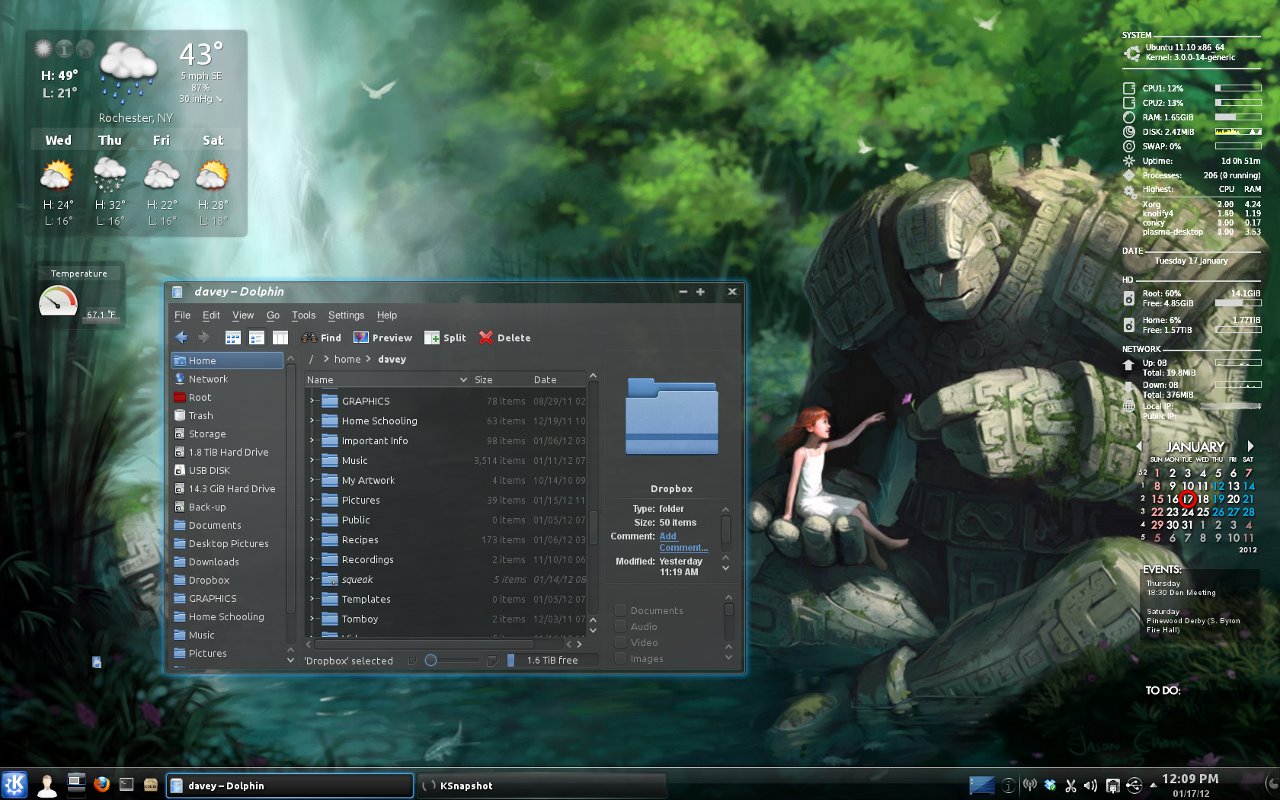 43°
5 mph SE
87%
30 inHg ↘
H: 49°
L: 21°
Rochester, NY
Wed Thu Fri Sat
H: 24° H: 32° H: 22° H: 28°
L: 16° L: 16° L: 16° L: 18°
Temperature
67.1 °F
davey – Dolphin
File Edit View Go Tools Settings Help
Find Preview Split Delete
Home
Network
Root
Trash
Storage
1.8 TiB Hard Drive
USB DISK
14.3 GiB Hard Drive
Back-up
Documents
Desktop Pictures
Downloads
Dropbox
GRAPHICS
Home Schooling
Music
Pictures
/ > home > davey
Name Size Date
GRAPHICS 78 items 08/29/11 02
Home Schooling 63 items 12/19/11 10
Important Info 98 items 01/06/12 03
Music 3,514 items 01/11/12 07
My Artwork 4 items 10/14/10 09
Pictures 39 items 01/15/12 11
Public 0 items 01/05/12 07
Recipes 173 items 01/06/12 03
Recordings 2 items 11/10/10 06
squeak 5 items 01/14/12 08
Templates 0 items 01/05/12 07
Tomboy 2 items 12/03/11 07
Dropbox
Type: folder
Size: 50 items
Comment: Add
Comment...
Modified: Yesterday
11:19 AM
Documents
Audio
Video
Images
'Dropbox' selected
1.6 TiB free
SYSTEM
Ubuntu 11.10 x86_64
Kernel: 3.0.0-14-generic
CPU1: 12%
CPU2: 13%
RAM: 1.65GiB
DISK: 2.42MiB
SWAP: 0%
Uptime: 1d 0h 51m
Processes: 206 (0 running)
Highest: CPU RAM
Xorg 2.00 4.24
knotify4 1.19
conky 1.00 0.17
plasma-desktop 1.00 3.53
DATE
Tuesday 17 January
HD
Root: 60% 14.1GiB
Free: 4.85GiB
Home: 6% 1.77TiB
Free: 1.57TiB
NETWORK
Up: 0B
Total: 19.8MiB
Down: 0B
Total: 376MiB
Local IP:
Public IP:
JANUARY
SUN MON TUE WED THU FRI SAT
52 1 2 3 4 5 6 7
1 8 9 10 11 12 13 14
2 15 16 17 18 19 20 21
3 22 23 24 25 26 27 28
4 29 30 31 1 2 3 4
5 5 6 7 8 9 10 11
2012
EVENTS:
Thursday
18:30 Den Meeting
Saturday
Pinewood Derby (S. Byron
Fire Hall)
TO DO:
Jason
davey – Dolphin
KSnapshot
12:09 PM
01/17/12